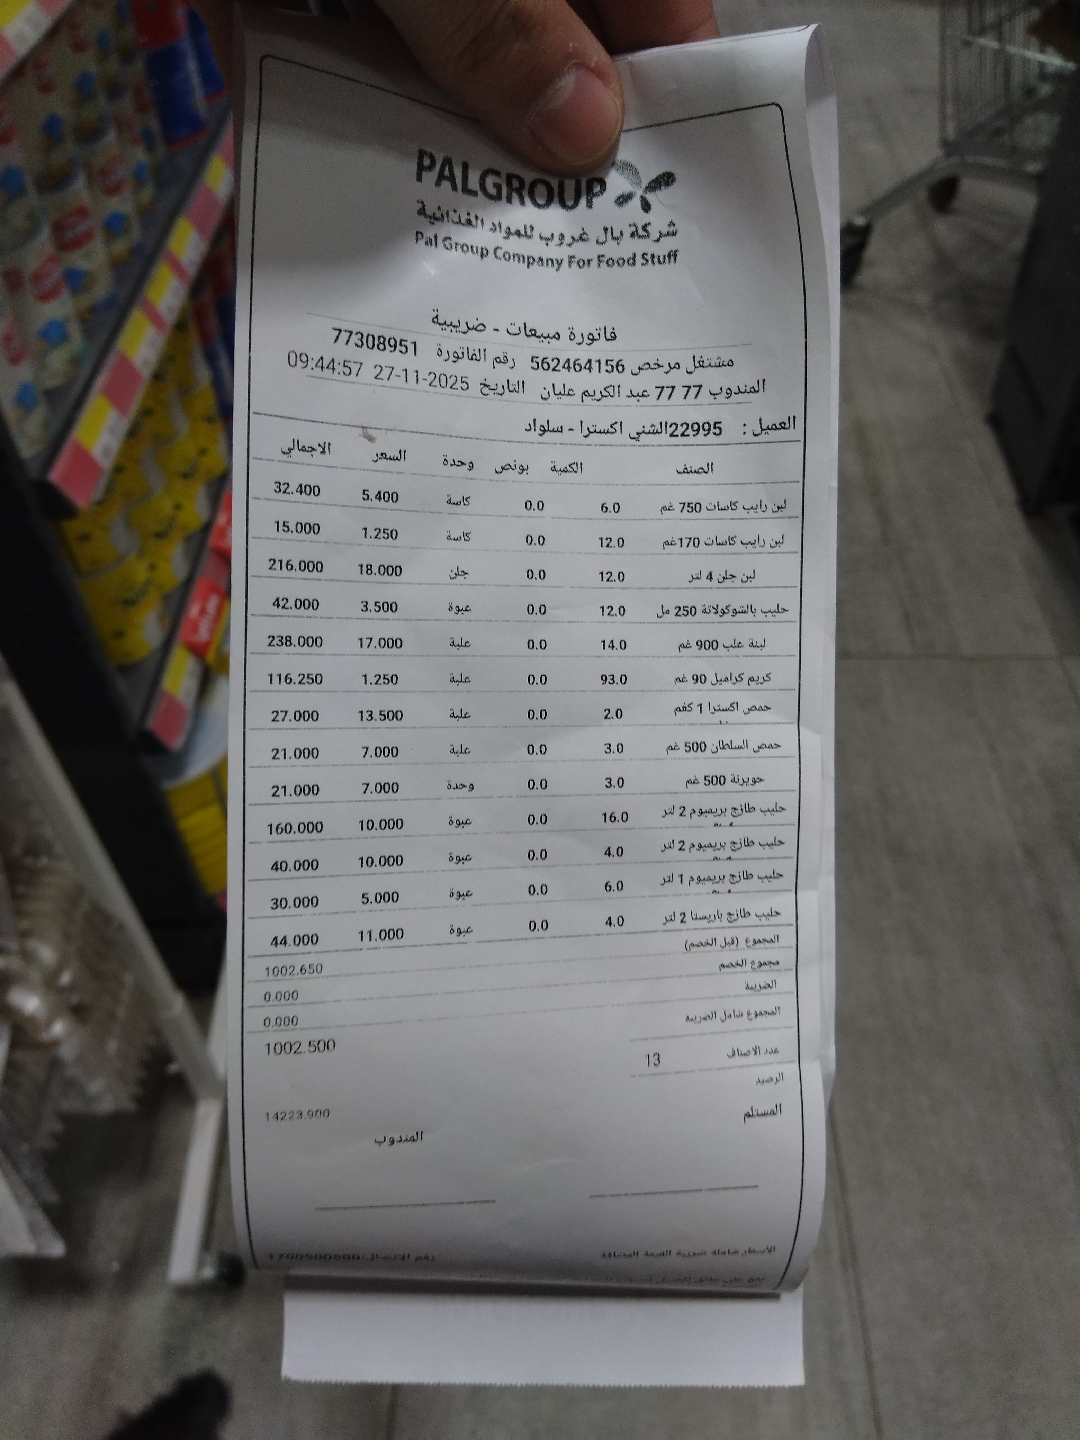 PALGROUP
شركة بال غروب للمواد الغذائية
Pal Group Company For Food Stuff
فاتورة مبيعات - ضريبية
مشتغل مرخص 562464156 رقم الفاتورة 77308951
المندوب 77 77 عبد الكريم عليان التاريخ 27-11-2025 09:44:57
العميل : 22995الشني اكسترا - سلواد
الصنف الكمية بونص وحدة السعر الاجمالي
لبن رايب كاسات 750 غم 6.0 0.0 كاسة 5.400 32.400
لبن رايب كاسات 170غم 12.0 0.0 كاسة 1.250 15.000
لبن جلن 4 لتر 12.0 0.0 جلن 18.000 216.000
حليب بالشوكولاتة 250 مل 12.0 0.0 عبوة 3.500 42.000
لبنة علب 900 غم 14.0 0.0 علبة 17.000 238.000
كريم كراميل 90 غم 93.0 0.0 علبة 1.250 116.250
حمص اكسترا 1 كغم 2.0 0.0 علبة 13.500 27.000
حمص السلطان 500 غم 3.0 0.0 علبة 7.000 21.000
حويرنة 500 غم 3.0 0.0 وحدة 7.000 21.000
حليب طازج بريميوم 2 لتر 16.0 0.0 عبوة 10.000 160.000
حليب طازج بريميوم 2 لتر 4.0 0.0 عبوة 10.000 40.000
حليب طازج بريميوم 1 لتر 6.0 0.0 عبوة 5.000 30.000
حليب طازج باريستا 2 لتر 4.0 0.0 عبوة 11.000 44.000
المجموع (قبل الخصم) 1002.650
مجموع الخصم 0.000
الضريبة 0.000
المجموع شامل الضريبة 1002.500
عدد الاصناف 13
الرصيد 14223.900
المستلم المندوب
الأسعار شاملة ضريبة القيمة المضافة رقم الاتصال:1700500500